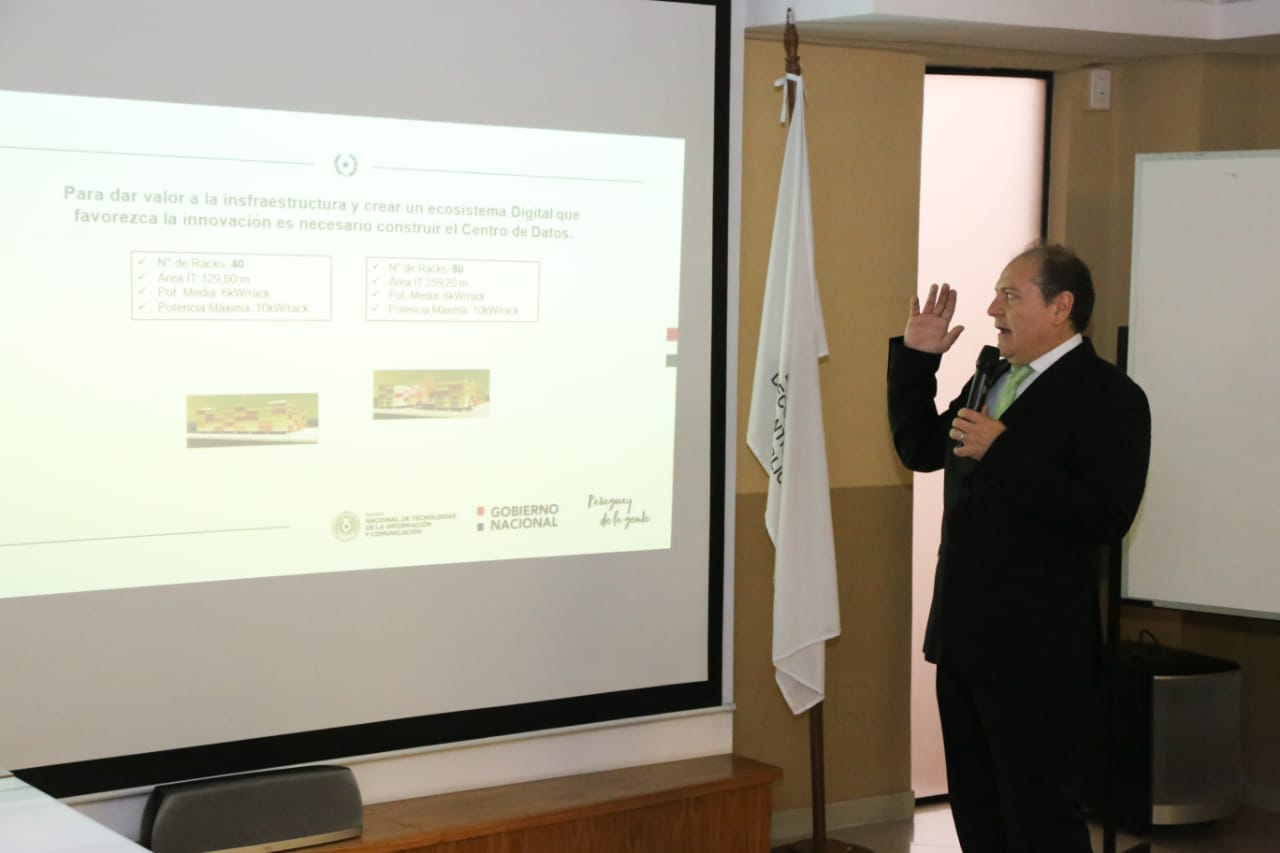 Para dar valor a la insfraestructura y crear un ecosistema Digital que
favorezca la innovación es necesario construir el Centro de Datos.
✓ N° de Racks: 40
✓ Área IT 129,60 m
✓ Pot. Media: 6kW/rack
✓ Potencia Máxima: 10kW/rack
✓ N° de Racks: 80
✓ Área IT 259,20 m
✓ Pot. Media: 6kW/rack
✓ Potencia Máxima: 10kW/rack
NACIONAL DE TECNOLOGÍAS
DE LA INFORMACIÓN
Y COMUNICACIÓN
GOBIERNO
NACIONAL
Paraguay
de la gente